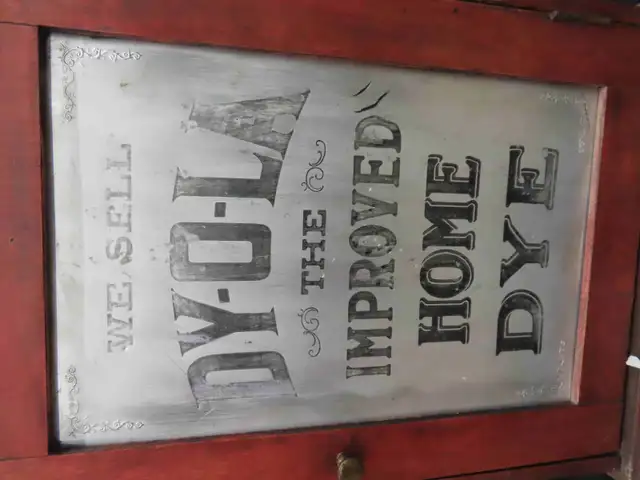 WE SELL
DY-O-LA
THE
IMPROVED
HOME
DYE